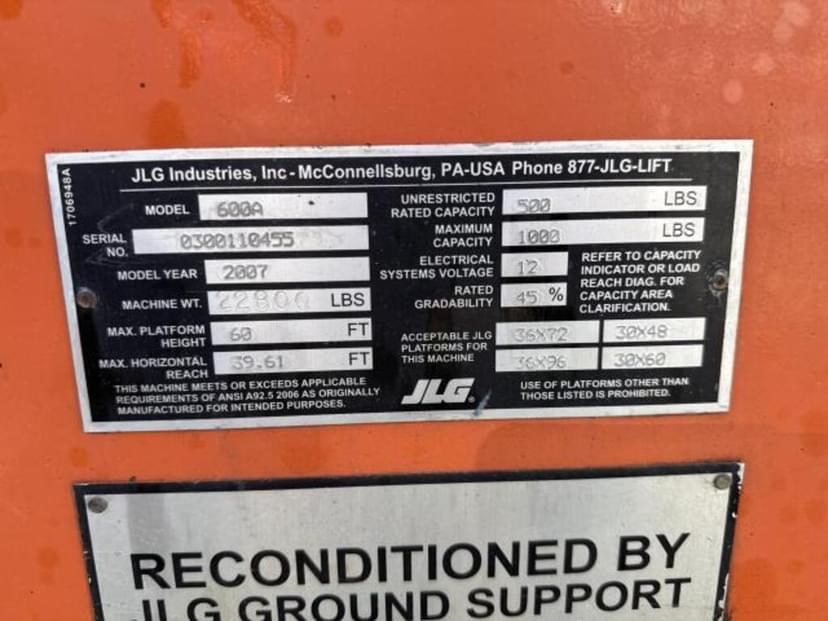 JLG Industries, Inc - McConnellsburg, PA-USA Phone 877-JLG-LIFT
1706948A
MODEL 600A
SERIAL NO. 0300110455
MODEL YEAR 2007
MACHINE WT. LBS
MAX. PLATFORM HEIGHT 60 FT
MAX. HORIZONTAL REACH 39.61 FT
THIS MACHINE MEETS OR EXCEEDS APPLICABLE
REQUIREMENTS OF ANSI A92.5 2006 AS ORIGINALLY
MANUFACTURED FOR INTENDED PURPOSES.
UNRESTRICTED RATED CAPACITY 500 LBS
MAXIMUM CAPACITY 1000 LBS
ELECTRICAL SYSTEMS VOLTAGE 12
RATED GRADABILITY 45 %
REFER TO CAPACITY
INDICATOR OR LOAD
REACH DIAG. FOR
CAPACITY AREA
CLARIFICATION.
ACCEPTABLE JLG
PLATFORMS FOR
THIS MACHINE
36X72 30X48
36X96 30X60
JLG®
USE OF PLATFORMS OTHER THAN
THOSE LISTED IS PROHIBITED.
RECONDITIONED BY
JLG GROUND SUPPORT